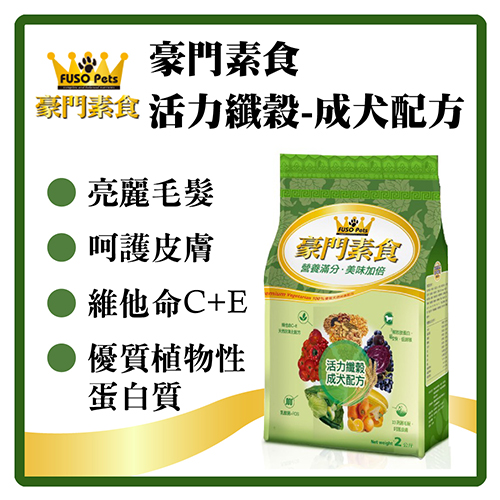 FUSO Pets
豪門素食
豪門素食
活力纖穀-成犬配方
亮麗毛髮
呵護皮膚
維他命C+E
優質植物性
蛋白質
FUSO Pets
豪門素食
營養滿分·美味加倍
活力纖穀
成犬配方
Net weight 2 公斤